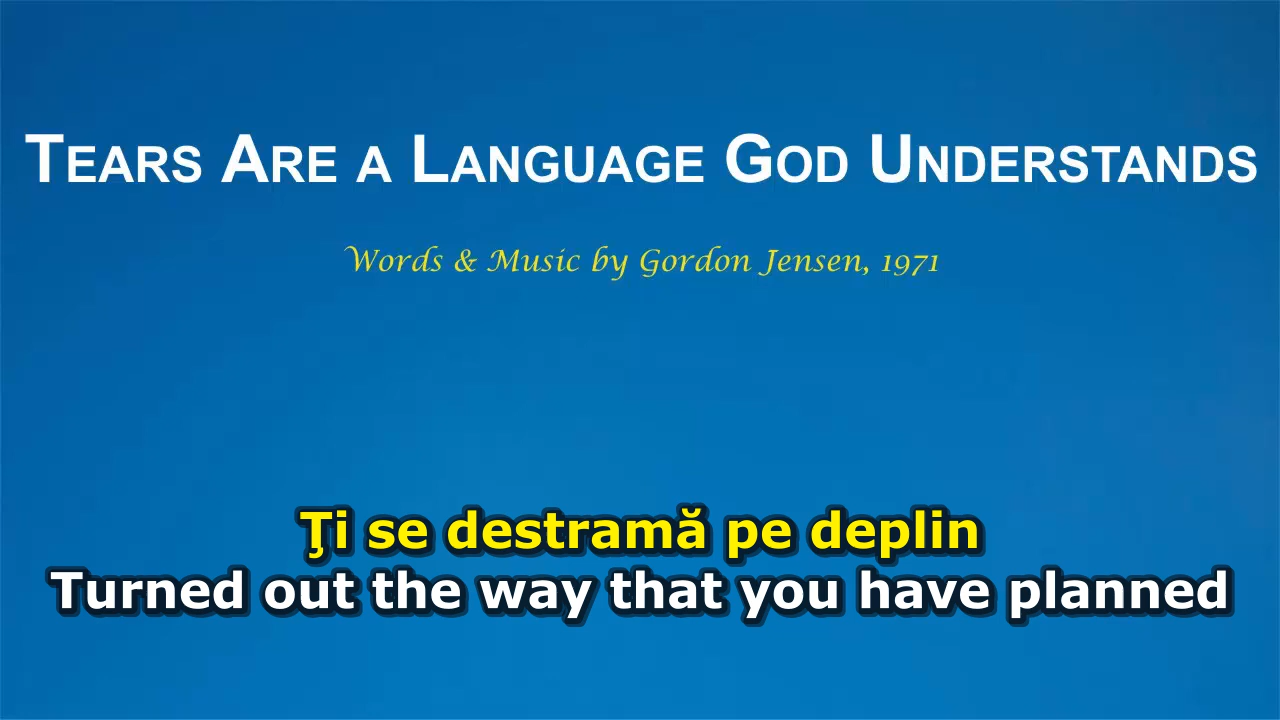 Tears Are a Language God Understands
Words & Music by Gordon Jensen, 1971
Ţi se destramă pe deplin
Turned out the way that you have planned